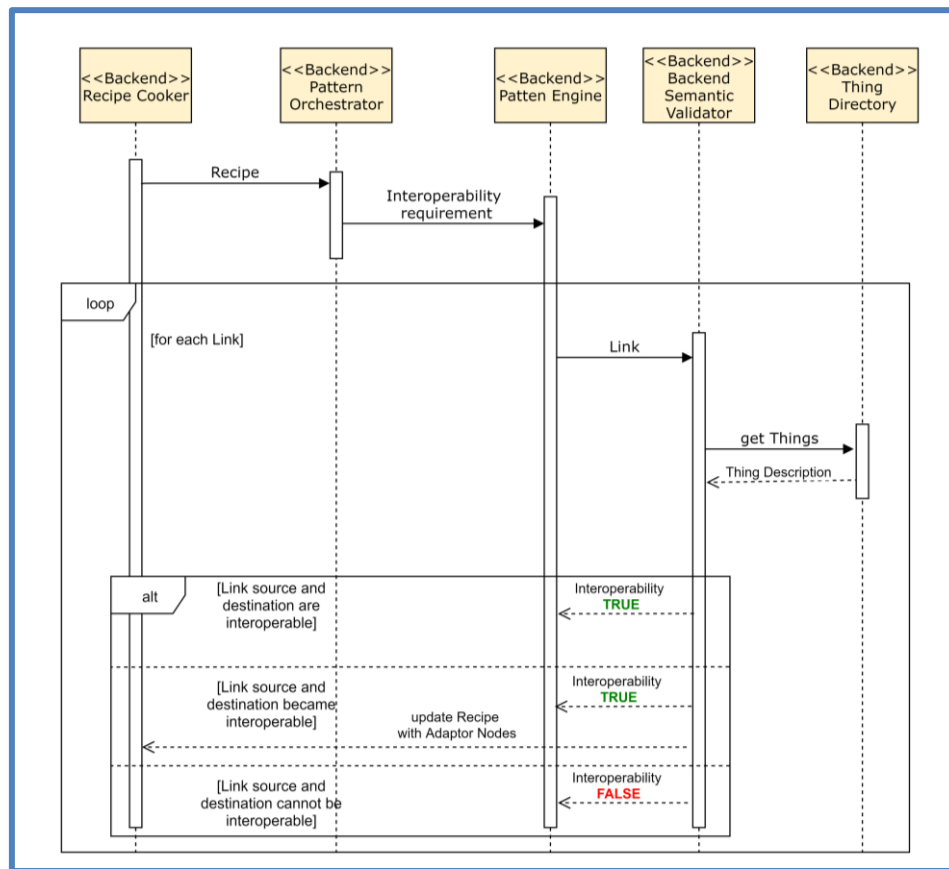 <<Backend>>
Recipe Cooker
<<Backend>>
Pattern
Orchestrator
<<Backend>>
Patten Engine
<<Backend>>
Backend
Semantic
Validator
<<Backend>>
Thing
Directory
Recipe
Interoperability
requirement
loop
[for each Link]
Link
get Things
Thing Description
alt
[Link source and
destination are
interoperable]
Interoperability
TRUE
[Link source and
destination became
interoperable]
Interoperability
TRUE
update Recipe
with Adaptor Nodes
[Link source and
destination cannot be
interoperable]
Interoperability
FALSE